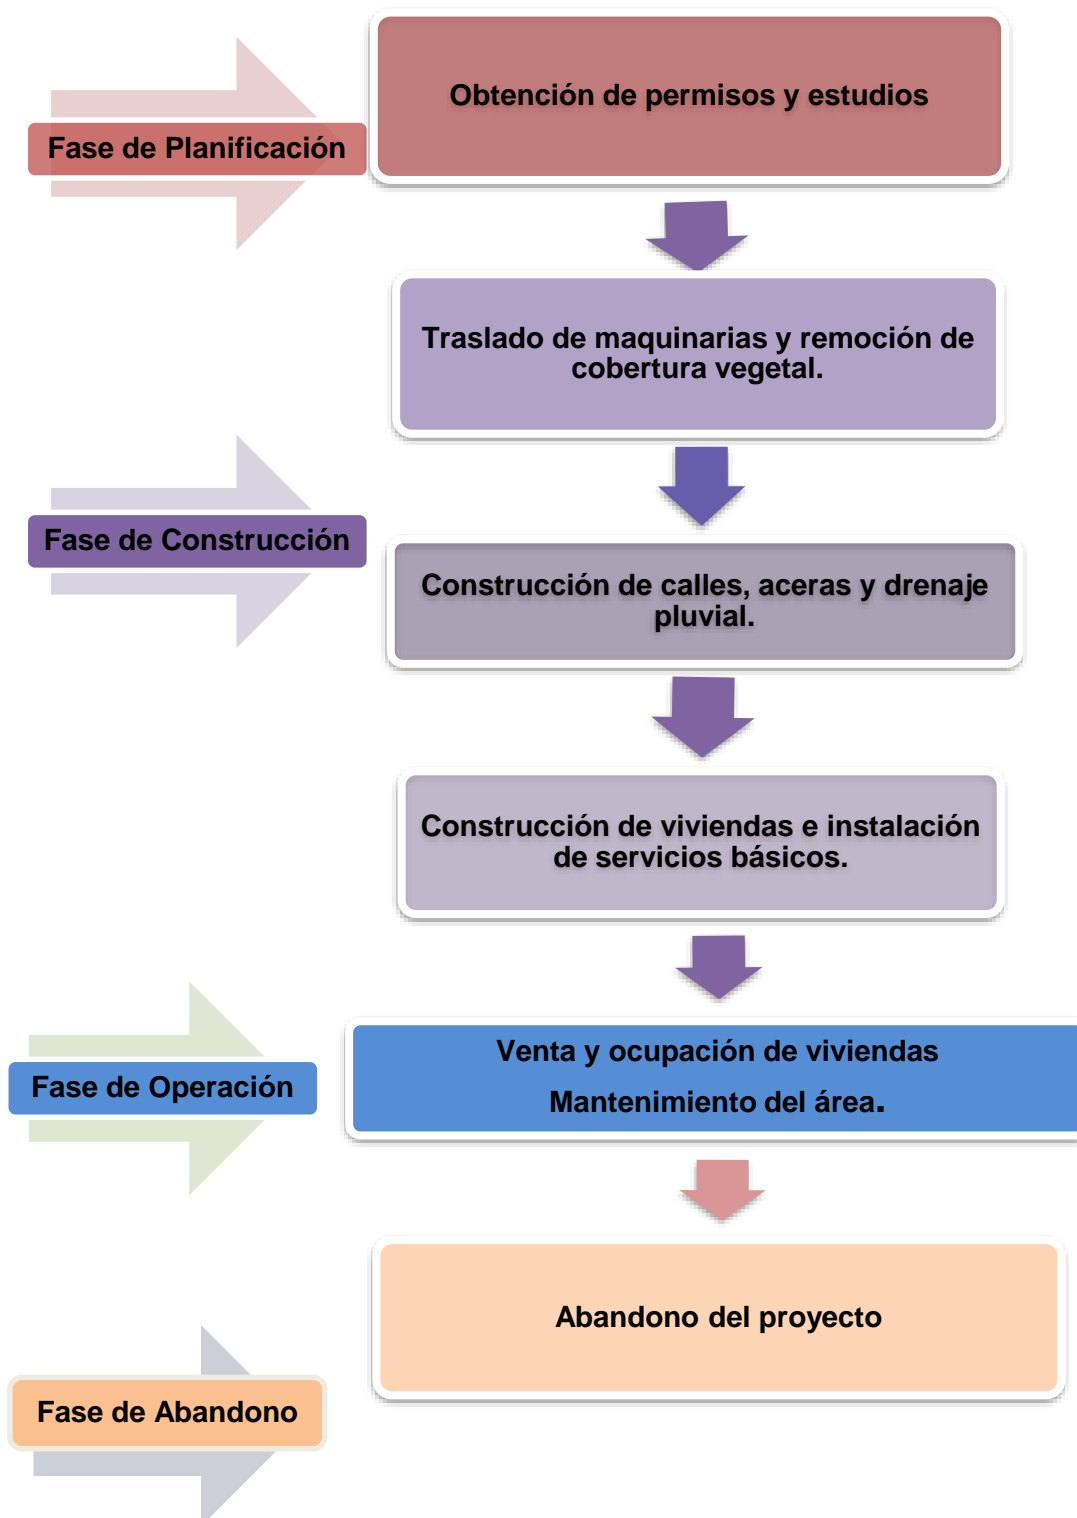 Obtención de permisos y estudios
Fase de Planificación
Traslado de maquinarias y remoción de
cobertura vegetal.
Fase de Construcción
Construcción de calles, aceras y drenaje
pluvial.
Construcción de viviendas e instalación
de servicios básicos.
Venta y ocupación de viviendas
Fase de Operación
Mantenimiento del área.
Abandono del proyecto
Fase de Abandono